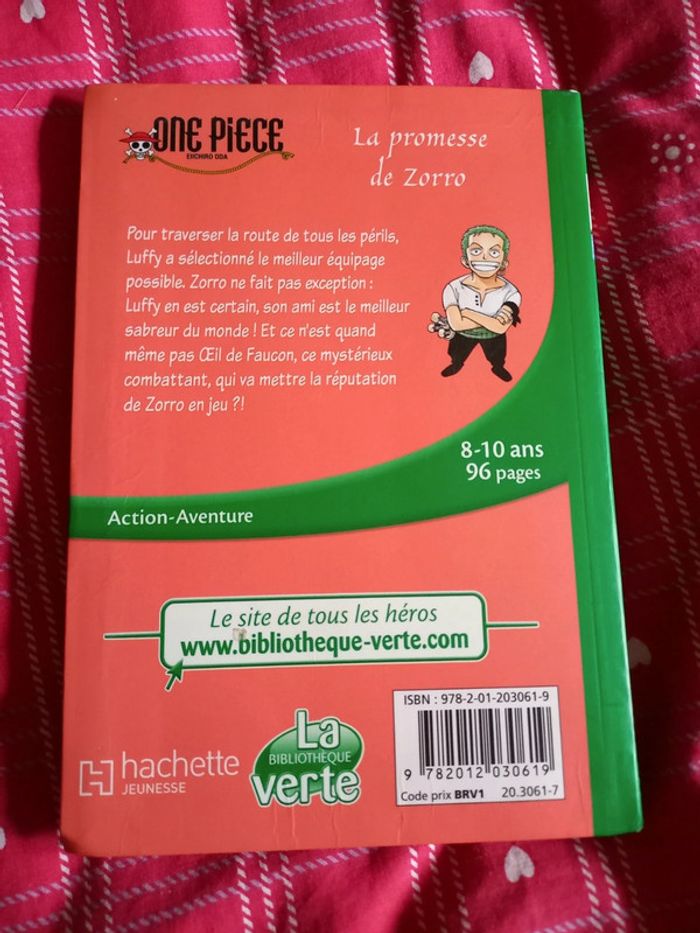 ONE PIECE
EIICHIRO ODA
La promesse
de Zorro
Pour traverser la route de tous les périls,
Luffy a sélectionné le meilleur équipage
possible. Zorro ne fait pas exception :
Luffy en est certain, son ami est le meilleur
sabreur du monde ! Et ce n'est quand
même pas Œil de Faucon, ce mystérieux
combattant, qui va mettre la réputation
de Zorro en jeu ?!
8-10 ans
96 pages
Action-Aventure
Le site de tous les héros
www.bibliotheque-verte.com
hachette
JEUNESSE
La
BIBLIOTHÈQUE
verte
ISBN : 978-2-01-203061-9
9 782012 030619
Code prix BRV1 20.3061-7